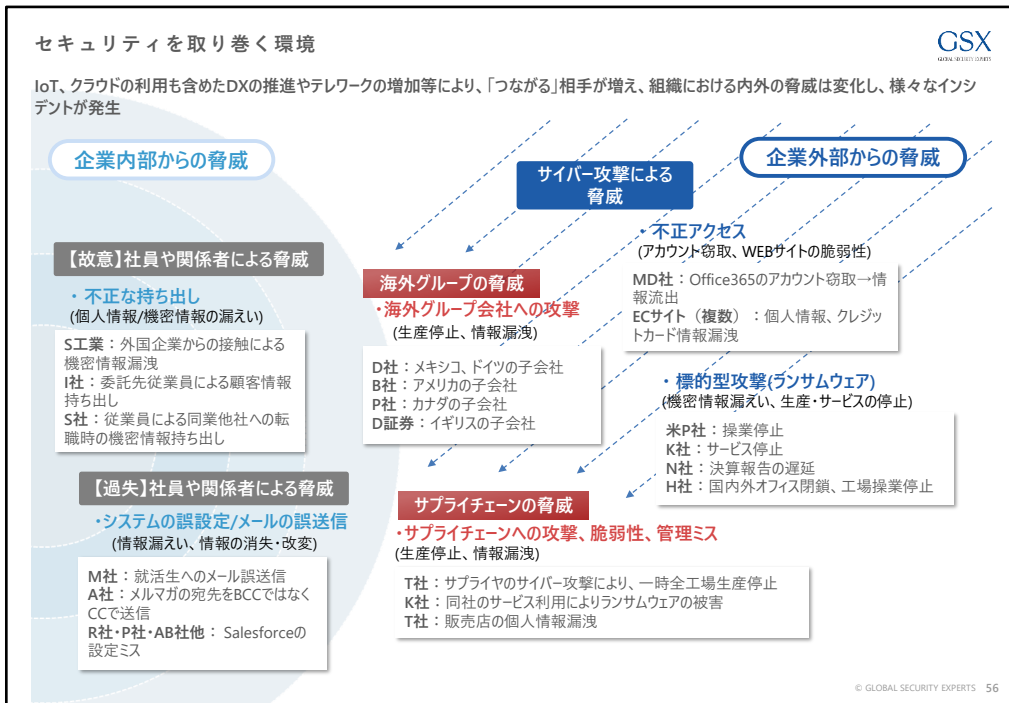 セキュリティを取り巻く環境
GSX
GLOBAL SECURITY EXPERTS
IoT、クラウドの利用も含めたDXの推進やテレワークの増加等により、「つながる」相手が増え、組織における内外の脅威は変化し、様々なインシ
デントが発生
企業内部からの脅威
サイバー攻撃による
脅威
企業外部からの脅威
【故意】社員や関係者による脅威
・ 不正な持ち出し
(個人情報/機密情報の漏えい)
S工業：外国企業からの接触による
機密情報漏洩
I社：委託先従業員による顧客情報
持ち出し
S社：従業員による同業他社への転
職時の機密情報持ち出し
【過失】社員や関係者による脅威
・システムの誤設定/メールの誤送信
(情報漏えい、情報の消失・改変)
M社：就活生へのメール誤送信
A社：メルマガの宛先をBCCではなく
CCで送信
R社・P社・AB社他： Salesforceの
設定ミス
海外グループの脅威
・海外グループ会社への攻撃
(生産停止、情報漏洩)
D社：メキシコ、ドイツの子会社
B社：アメリカの子会社
P社：カナダの子会社
D証券：イギリスの子会社
サプライチェーンの脅威
・サプライチェーンへの攻撃、脆弱性、管理ミス
(生産停止、情報漏洩)
T社：サプライヤのサイバー攻撃により、一時全工場生産停止
K社：同社のサービス利用によりランサムウェアの被害
T社：販売店の個人情報漏洩
・ 不正アクセス
(アカウント窃取、WEBサイトの脆弱性)
MD社：Office365のアカウント窃取→情
報流出
ECサイト（複数）：個人情報、クレジッ
トカード情報漏洩
・ 標的型攻撃(ランサムウェア)
(機密情報漏えい、生産・サービスの停止)
米P社：操業停止
K社：サービス停止
N社：決算報告の遅延
H社：国内外オフィス閉鎖、工場操業停止
© GLOBAL SECURITY EXPERTS 56